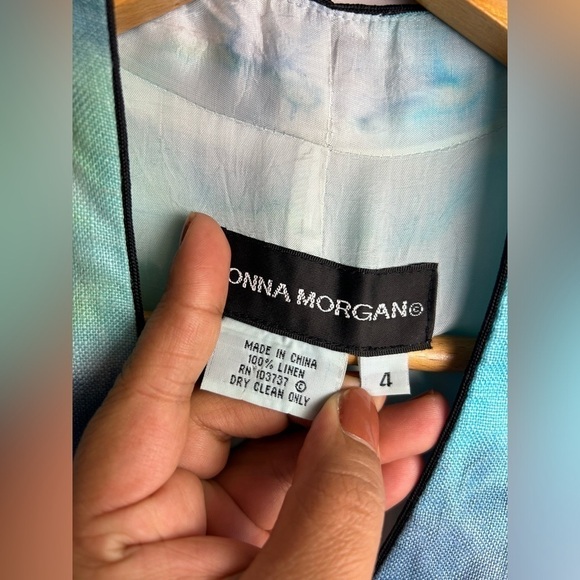 ONNA MORGAN©
MADE IN CHINA
100% LINEN
RN 103737 ©
DRY CLEAN ONLY
4